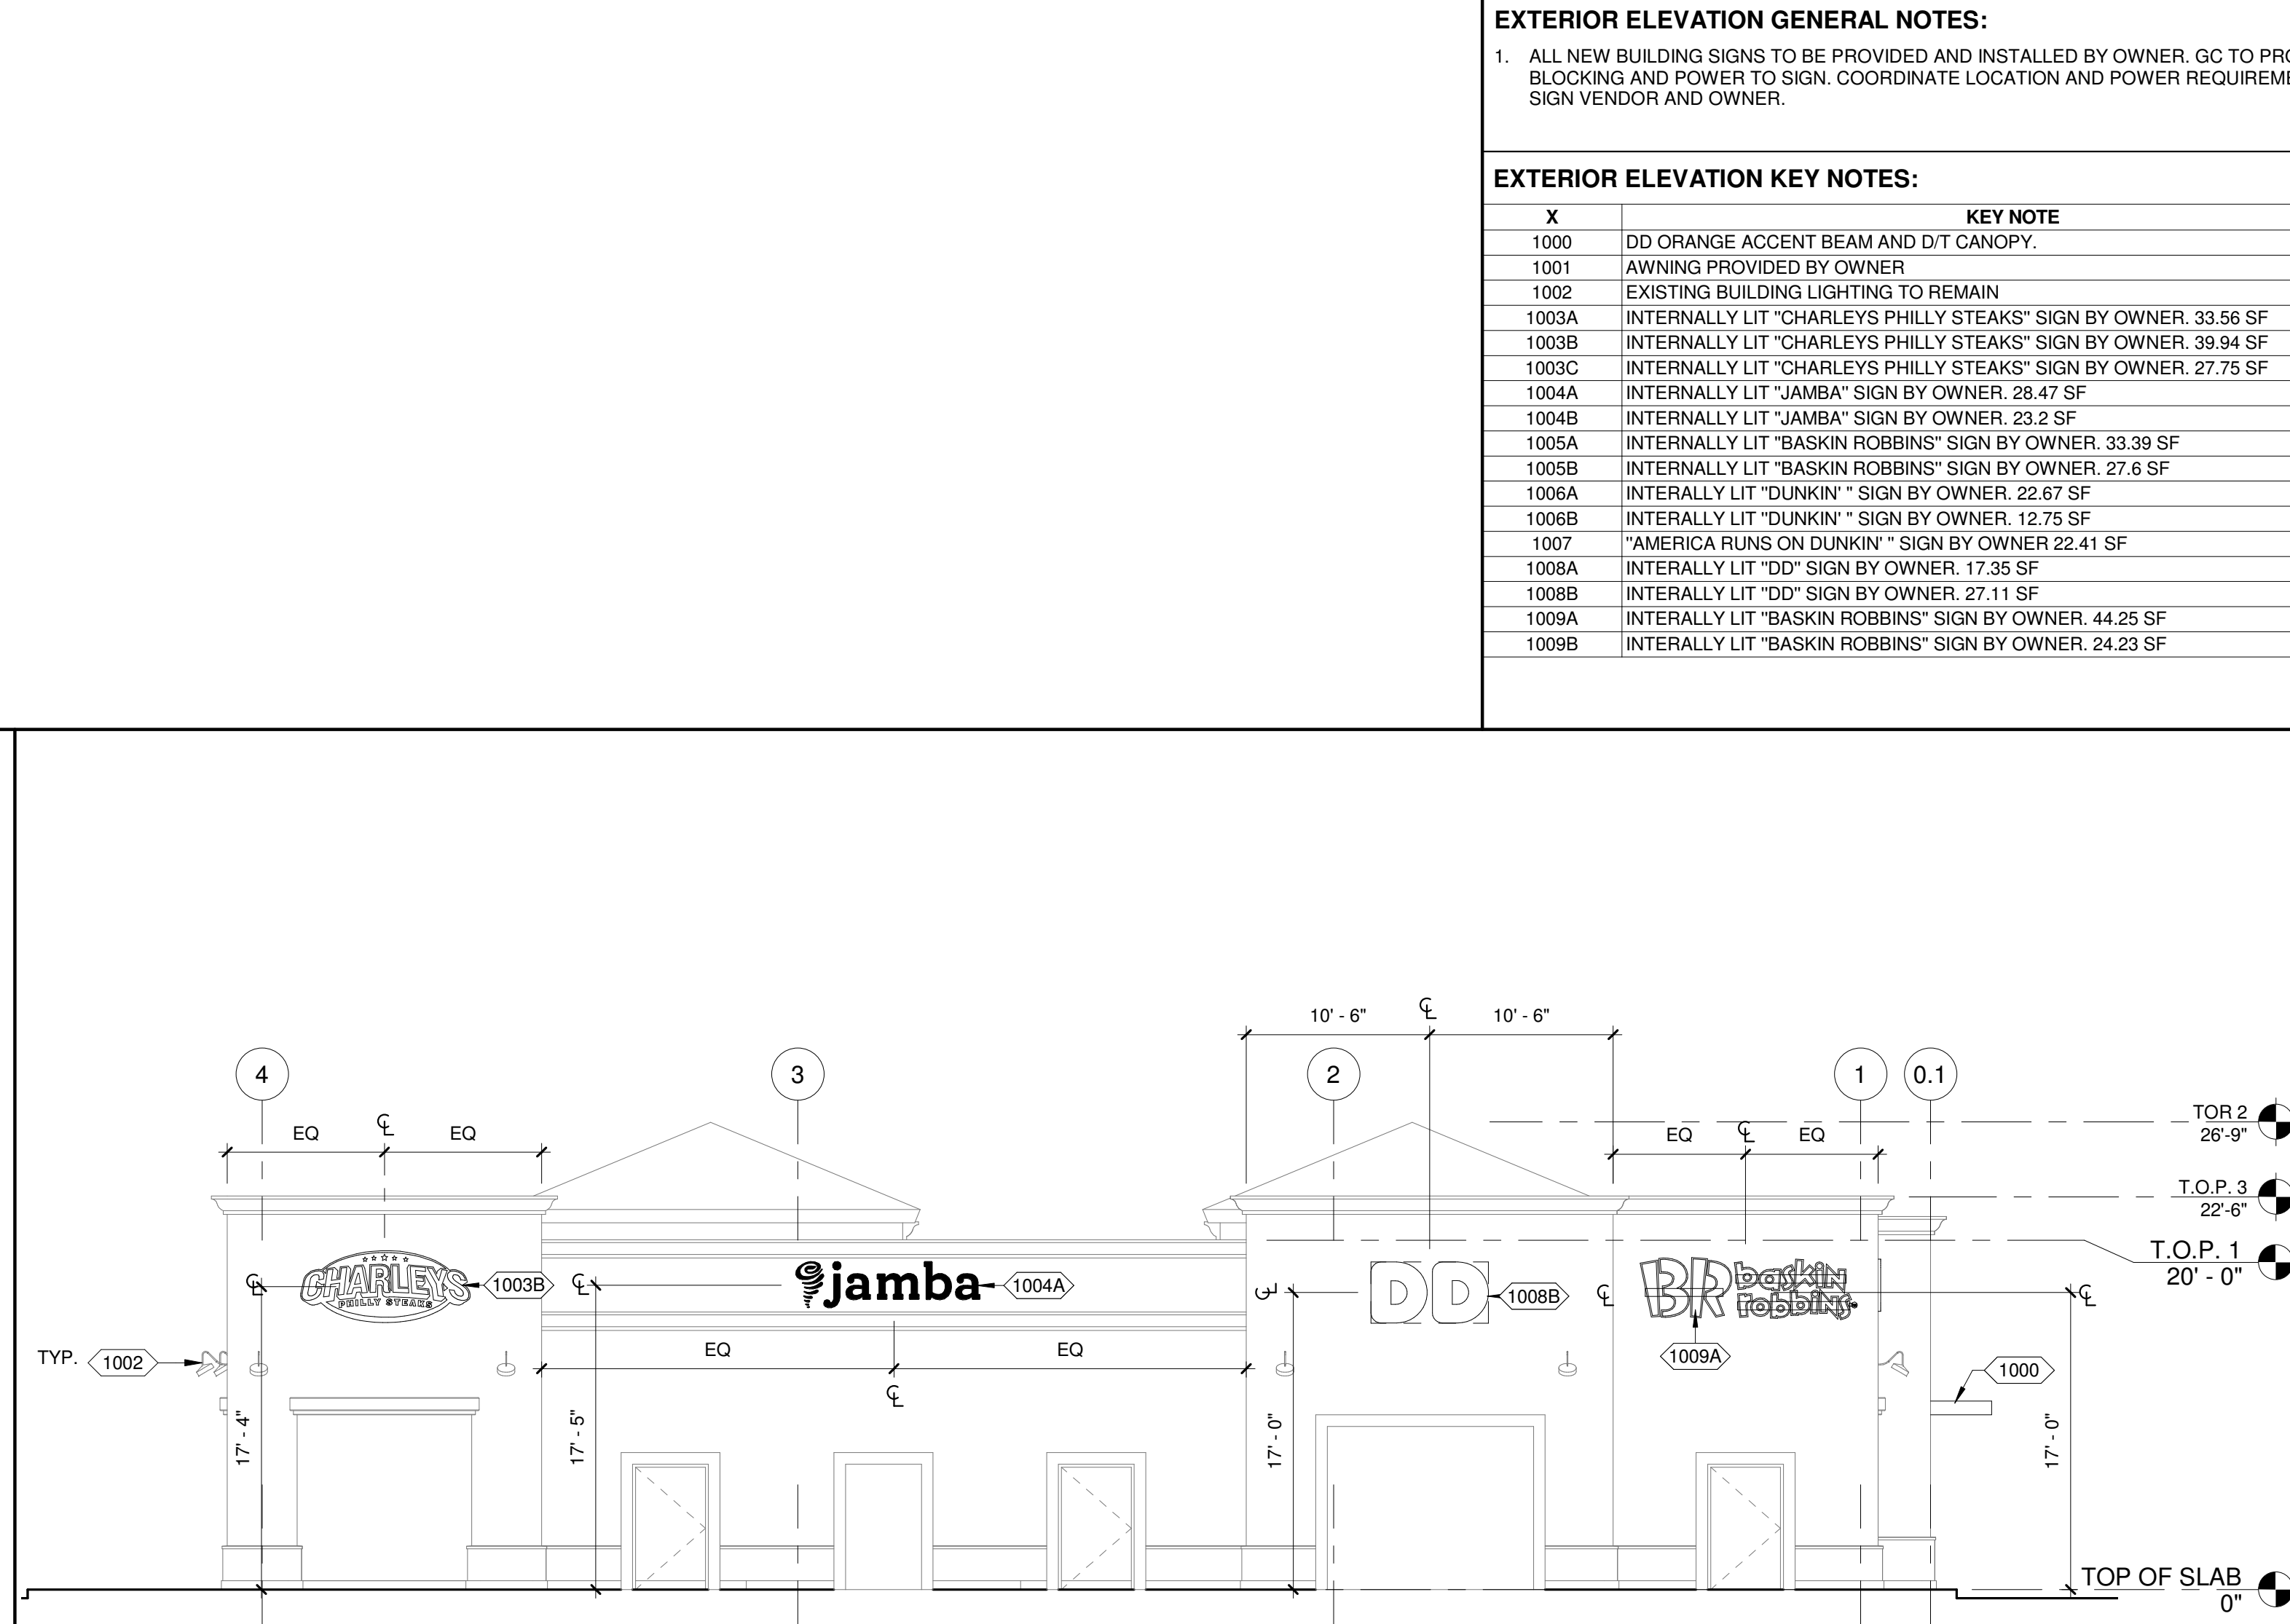 EXTERIOR ELEVATION GENERAL NOTES:
1. ALL NEW BUILDING SIGNS TO BE PROVIDED AND INSTALLED BY OWNER. GC TO PRO
BLOCKING AND POWER TO SIGN. COORDINATE LOCATION AND POWER REQUIREME
SIGN VENDOR AND OWNER.
EXTERIOR ELEVATION KEY NOTES:
X KEY NOTE
1000 DD ORANGE ACCENT BEAM AND D/T CANOPY.
1001 AWNING PROVIDED BY OWNER
1002 EXISTING BUILDING LIGHTING TO REMAIN
1003A INTERNALLY LIT "CHARLEYS PHILLY STEAKS" SIGN BY OWNER. 33.56 SF
1003B INTERNALLY LIT "CHARLEYS PHILLY STEAKS" SIGN BY OWNER. 39.94 SF
1003C INTERNALLY LIT "CHARLEYS PHILLY STEAKS" SIGN BY OWNER. 27.75 SF
1004A INTERNALLY LIT "JAMBA" SIGN BY OWNER. 28.47 SF
1004B INTERNALLY LIT "JAMBA" SIGN BY OWNER. 23.2 SF
1005A INTERNALLY LIT "BASKIN ROBBINS" SIGN BY OWNER. 33.39 SF
1005B INTERNALLY LIT "BASKIN ROBBINS" SIGN BY OWNER. 27.6 SF
1006A INTERALLY LIT "DUNKIN' " SIGN BY OWNER. 22.67 SF
1006B INTERALLY LIT "DUNKIN' " SIGN BY OWNER. 12.75 SF
1007 "AMERICA RUNS ON DUNKIN' " SIGN BY OWNER 22.41 SF
1008A INTERALLY LIT "DD" SIGN BY OWNER. 17.35 SF
1008B INTERALLY LIT "DD" SIGN BY OWNER. 27.11 SF
1009A INTERALLY LIT "BASKIN ROBBINS" SIGN BY OWNER. 44.25 SF
1009B INTERALLY LIT "BASKIN ROBBINS" SIGN BY OWNER. 24.23 SF
10' - 6" ℄ 10' - 6"
4 3 2 1 0.1
EQ ℄ EQ
EQ ℄ EQ
TOR 2
26'-9"
T.O.P. 3
22'-6"
T.O.P. 1
20' - 0"
℄ CHARLEYS
PHILLY STEAKS
1003B
℄ jamba 1004A
℄ DD 1008B
℄ BR baskin
robbins
℄
1009A
TYP. 1002
EQ EQ
℄
1000
17' - 4"
17' - 5"
17' - 0"
17' - 0"
TOP OF SLAB
0"